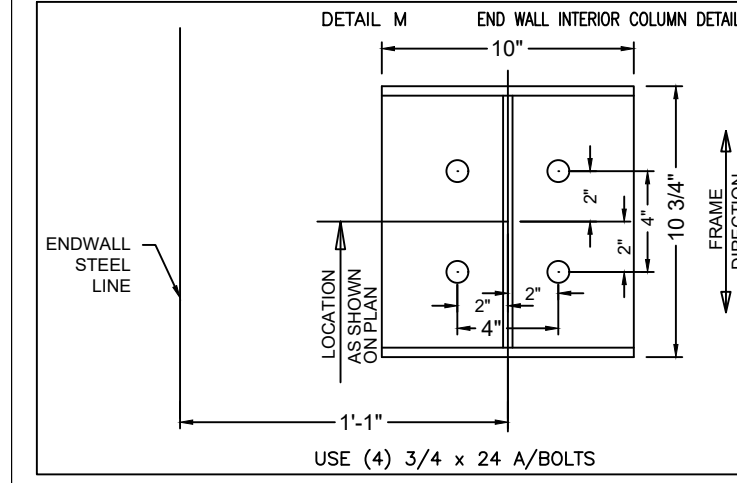 DETAIL M
END WALL INTERIOR COLUMN DETAIL
10"
2"
4"
2"
10 3/4"
FRAME
DIRECTION
ENDWALL
STEEL
LINE
LOCATION
AS SHOWN
ON PLAN
2"
2"
4"
1'-1"
USE (4) 3/4 x 24 A/BOLTS